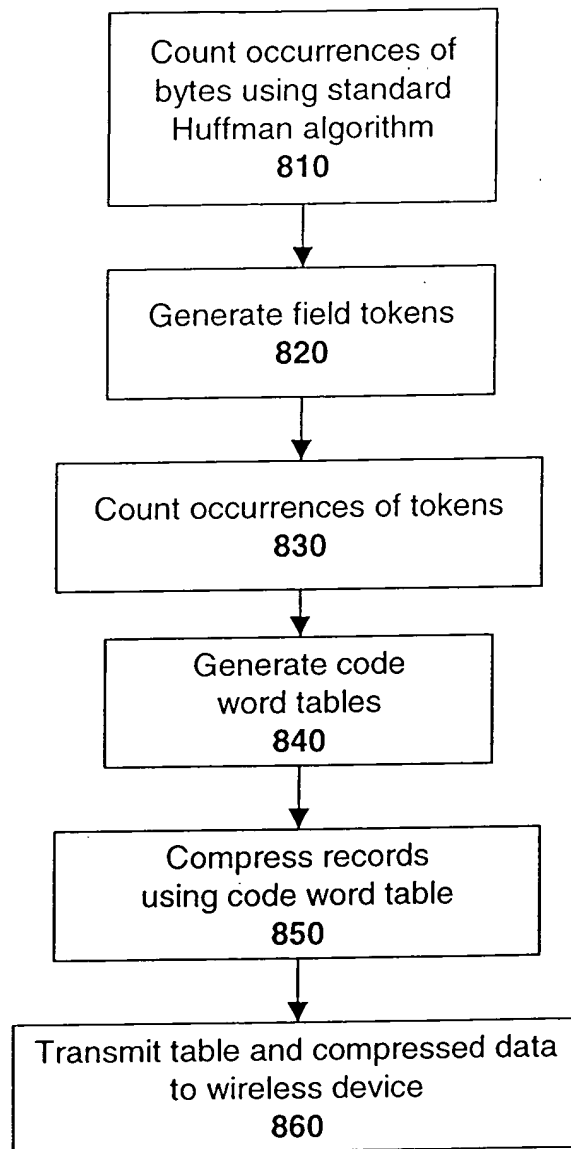 Count occurrences of
bytes using standard
Huffman algorithm
810
Generate field tokens
820
Count occurrences of tokens
830
Generate code
word tables
840
Compress records
using code word table
850
Transmit table and compressed data
to wireless device
860